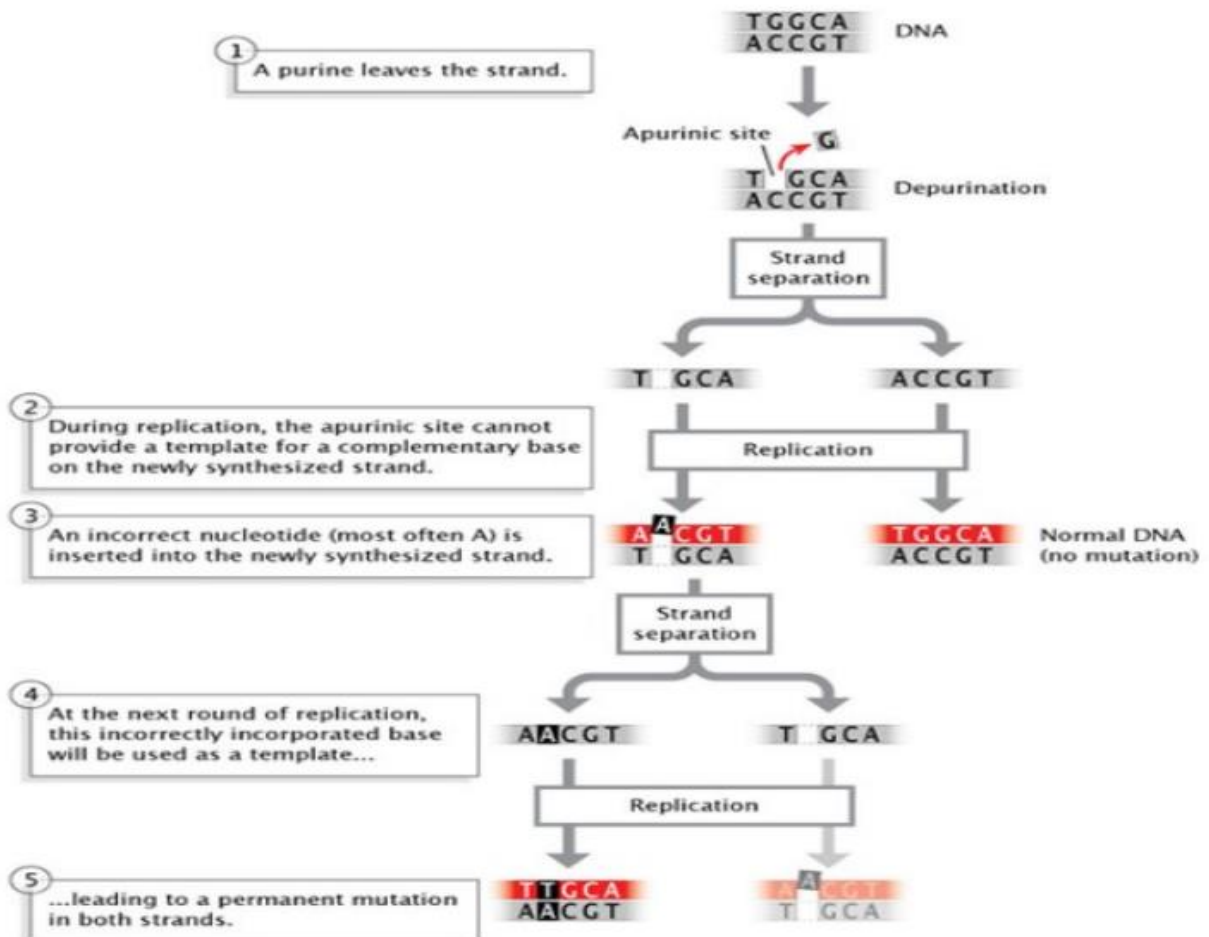 TGGCA
ACCGT
DNA
1
A purine leaves the strand.
Apurinic site
G
T GCA
ACCGT
Depurination
Strand
separation
T GCA
ACCGT
2
During replication, the apurinic site cannot
provide a template for a complementary base
on the newly synthesized strand.
Replication
3
An incorrect nucleotide (most often A) is
inserted into the newly synthesized strand.
A A CGT
T GCA
TGGCA
ACCGT
Normal DNA
(no mutation)
Strand
separation
4
At the next round of replication,
this incorrectly incorporated base
will be used as a template...
AACGT
T GCA
Replication
5
...leading to a permanent mutation
in both strands.
TTGCA
AACGT
A A CGT
T GCA